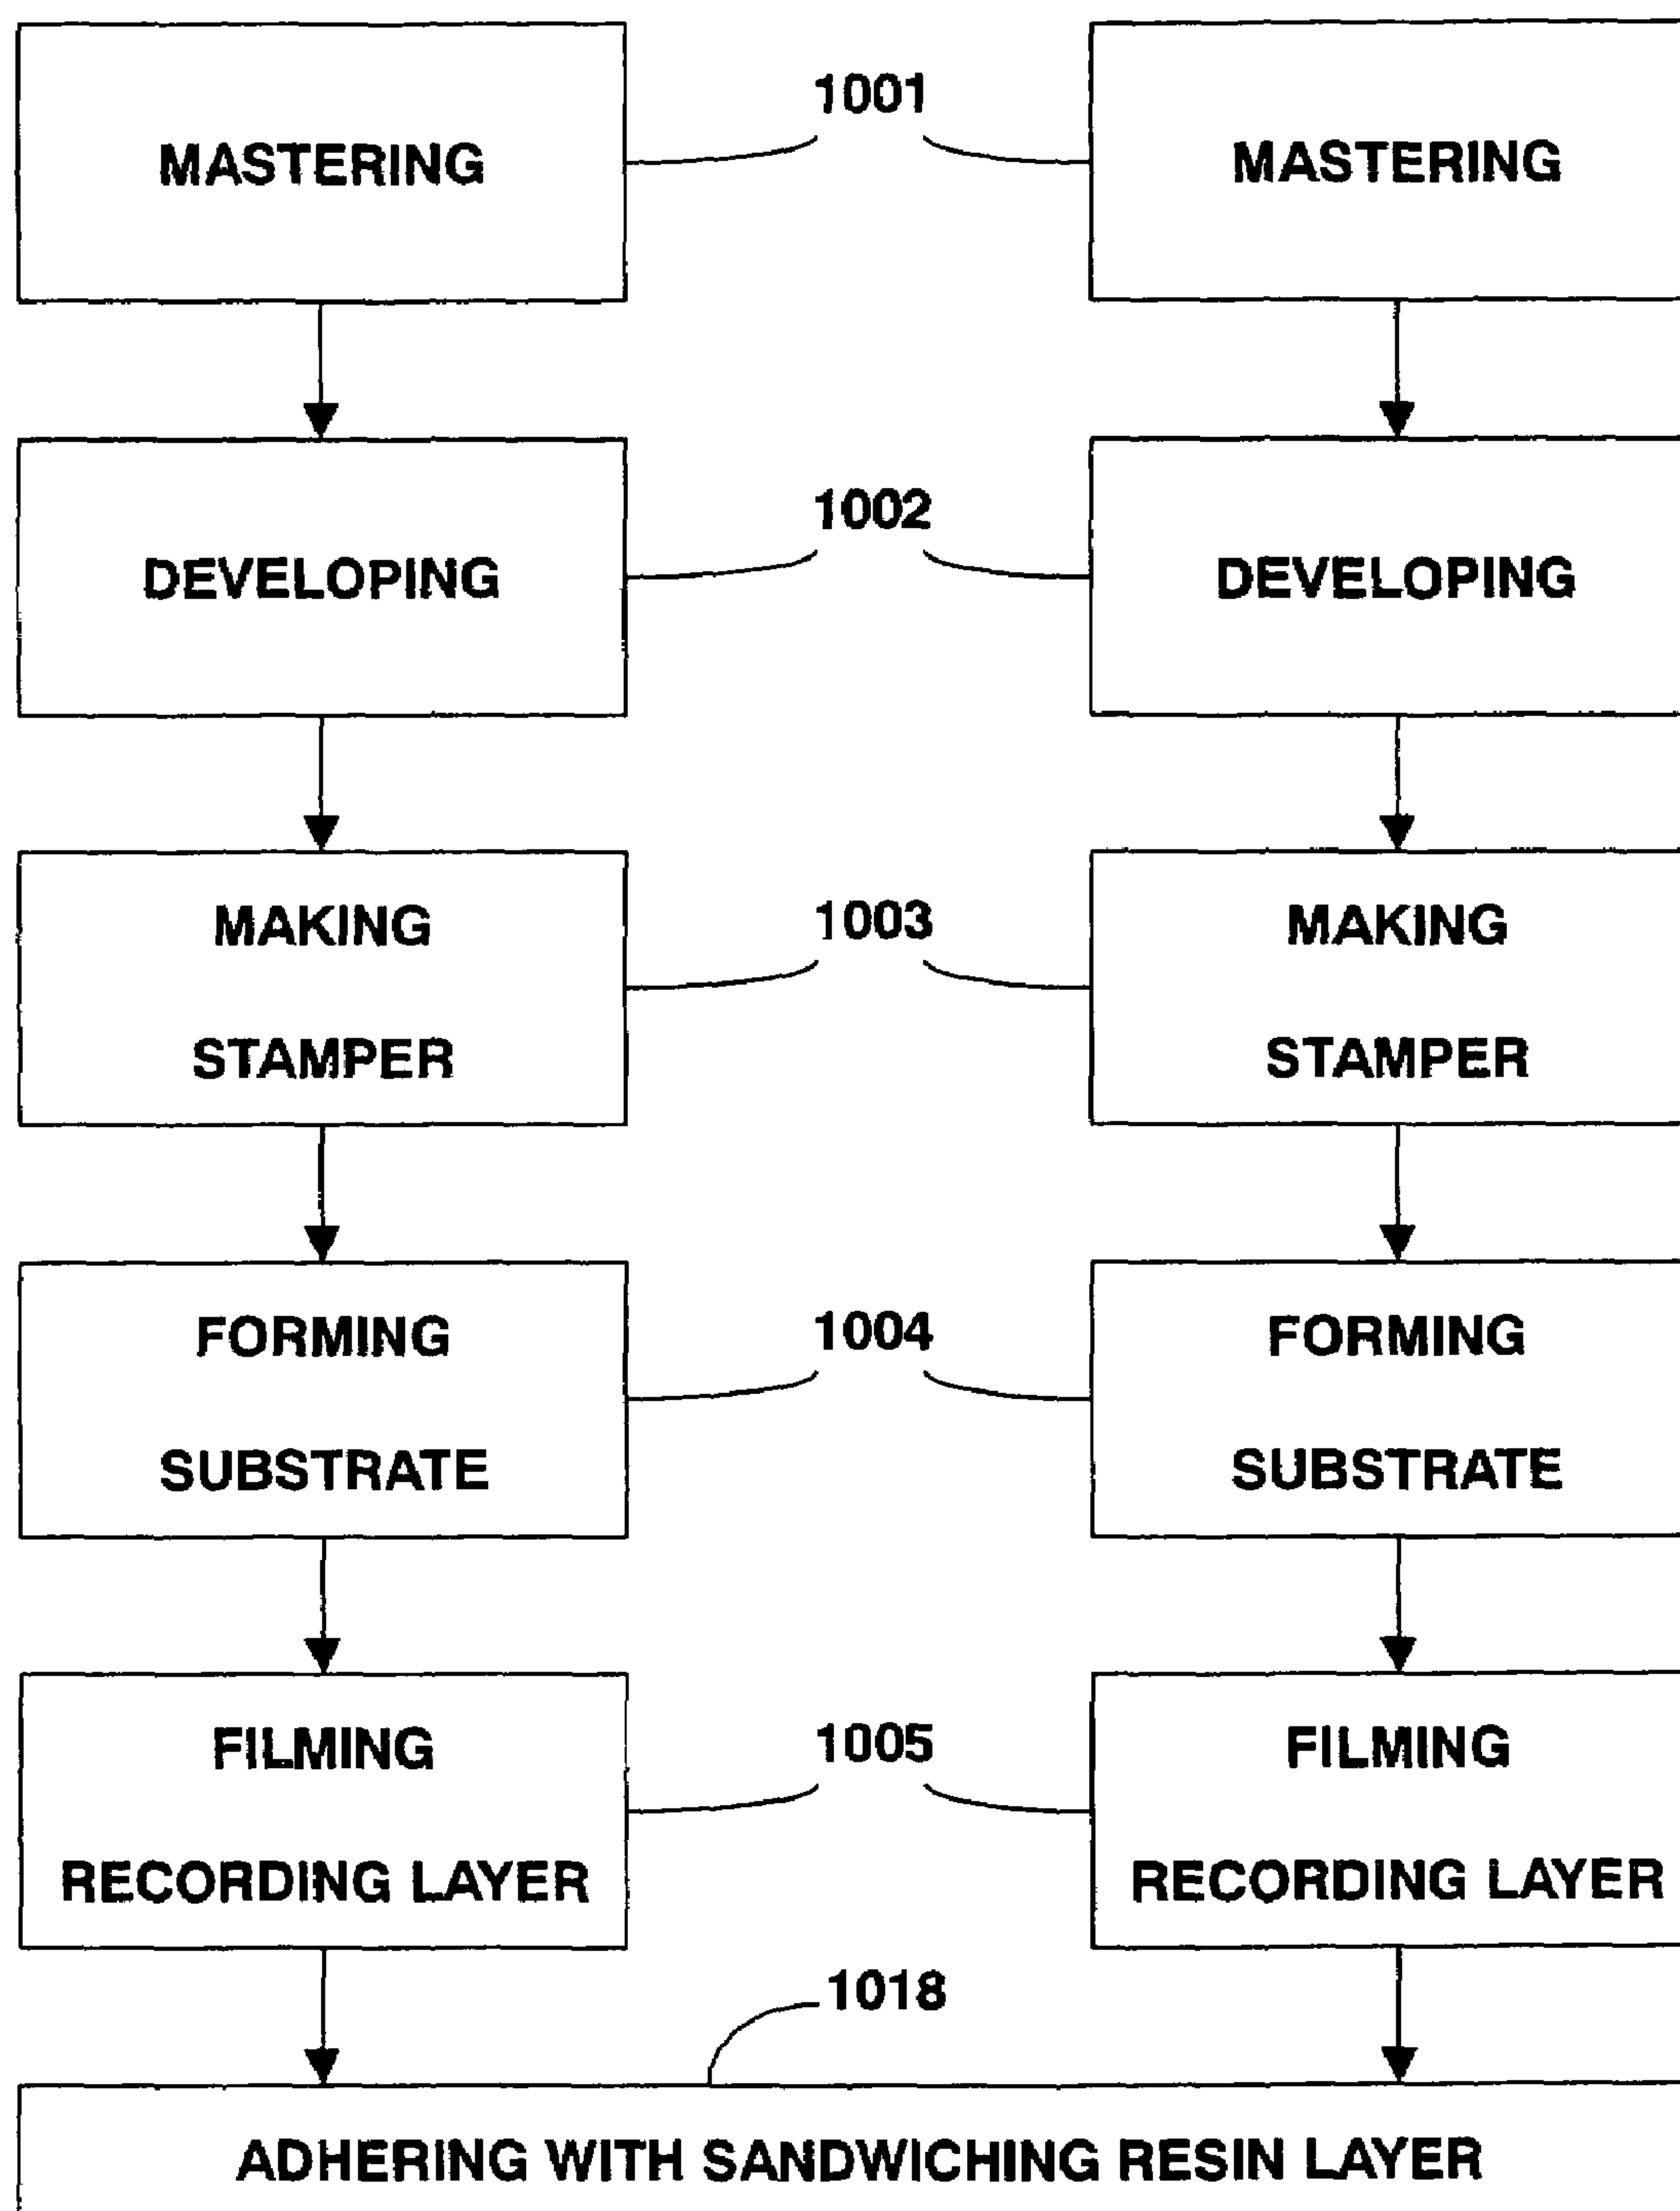 MASTERING
1001
MASTERING
DEVELOPING
1002
DEVELOPING
MAKING
STAMPER
1003
MAKING
STAMPER
FORMING
SUBSTRATE
1004
FORMING
SUBSTRATE
FILMING
RECORDING LAYER
1005
FILMING
RECORDING LAYER
1018
ADHERING WITH SANDWICHING RESIN LAYER